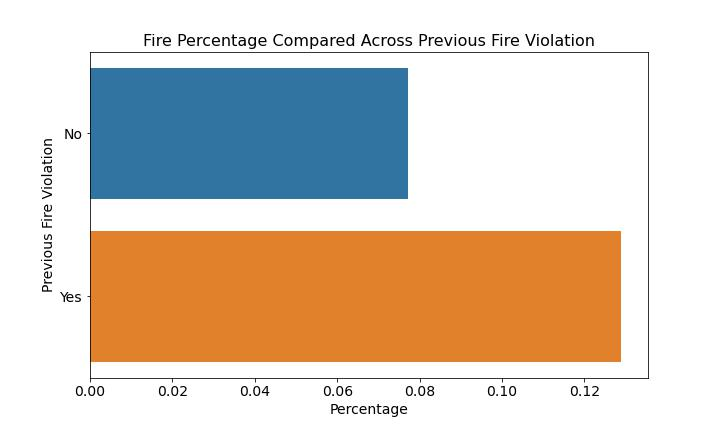 Fire Percentage Compared Across Previous Fire Violation
Previous Fire Violation
No
Yes
0.00 0.02 0.04 0.06 0.08 0.10 0.12
Percentage